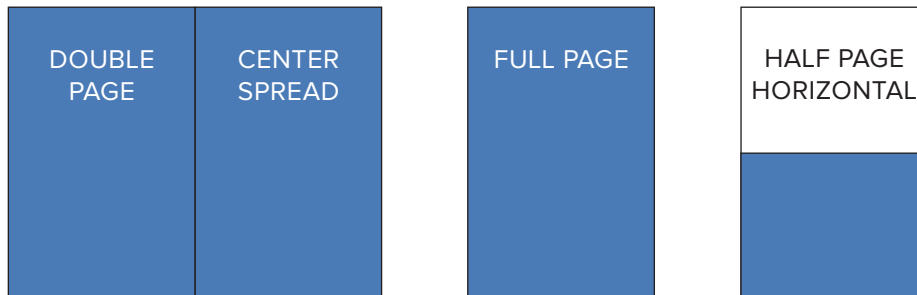 DOUBLE
PAGE
CENTER
SPREAD
FULL PAGE
HALF PAGE
HORIZONTAL